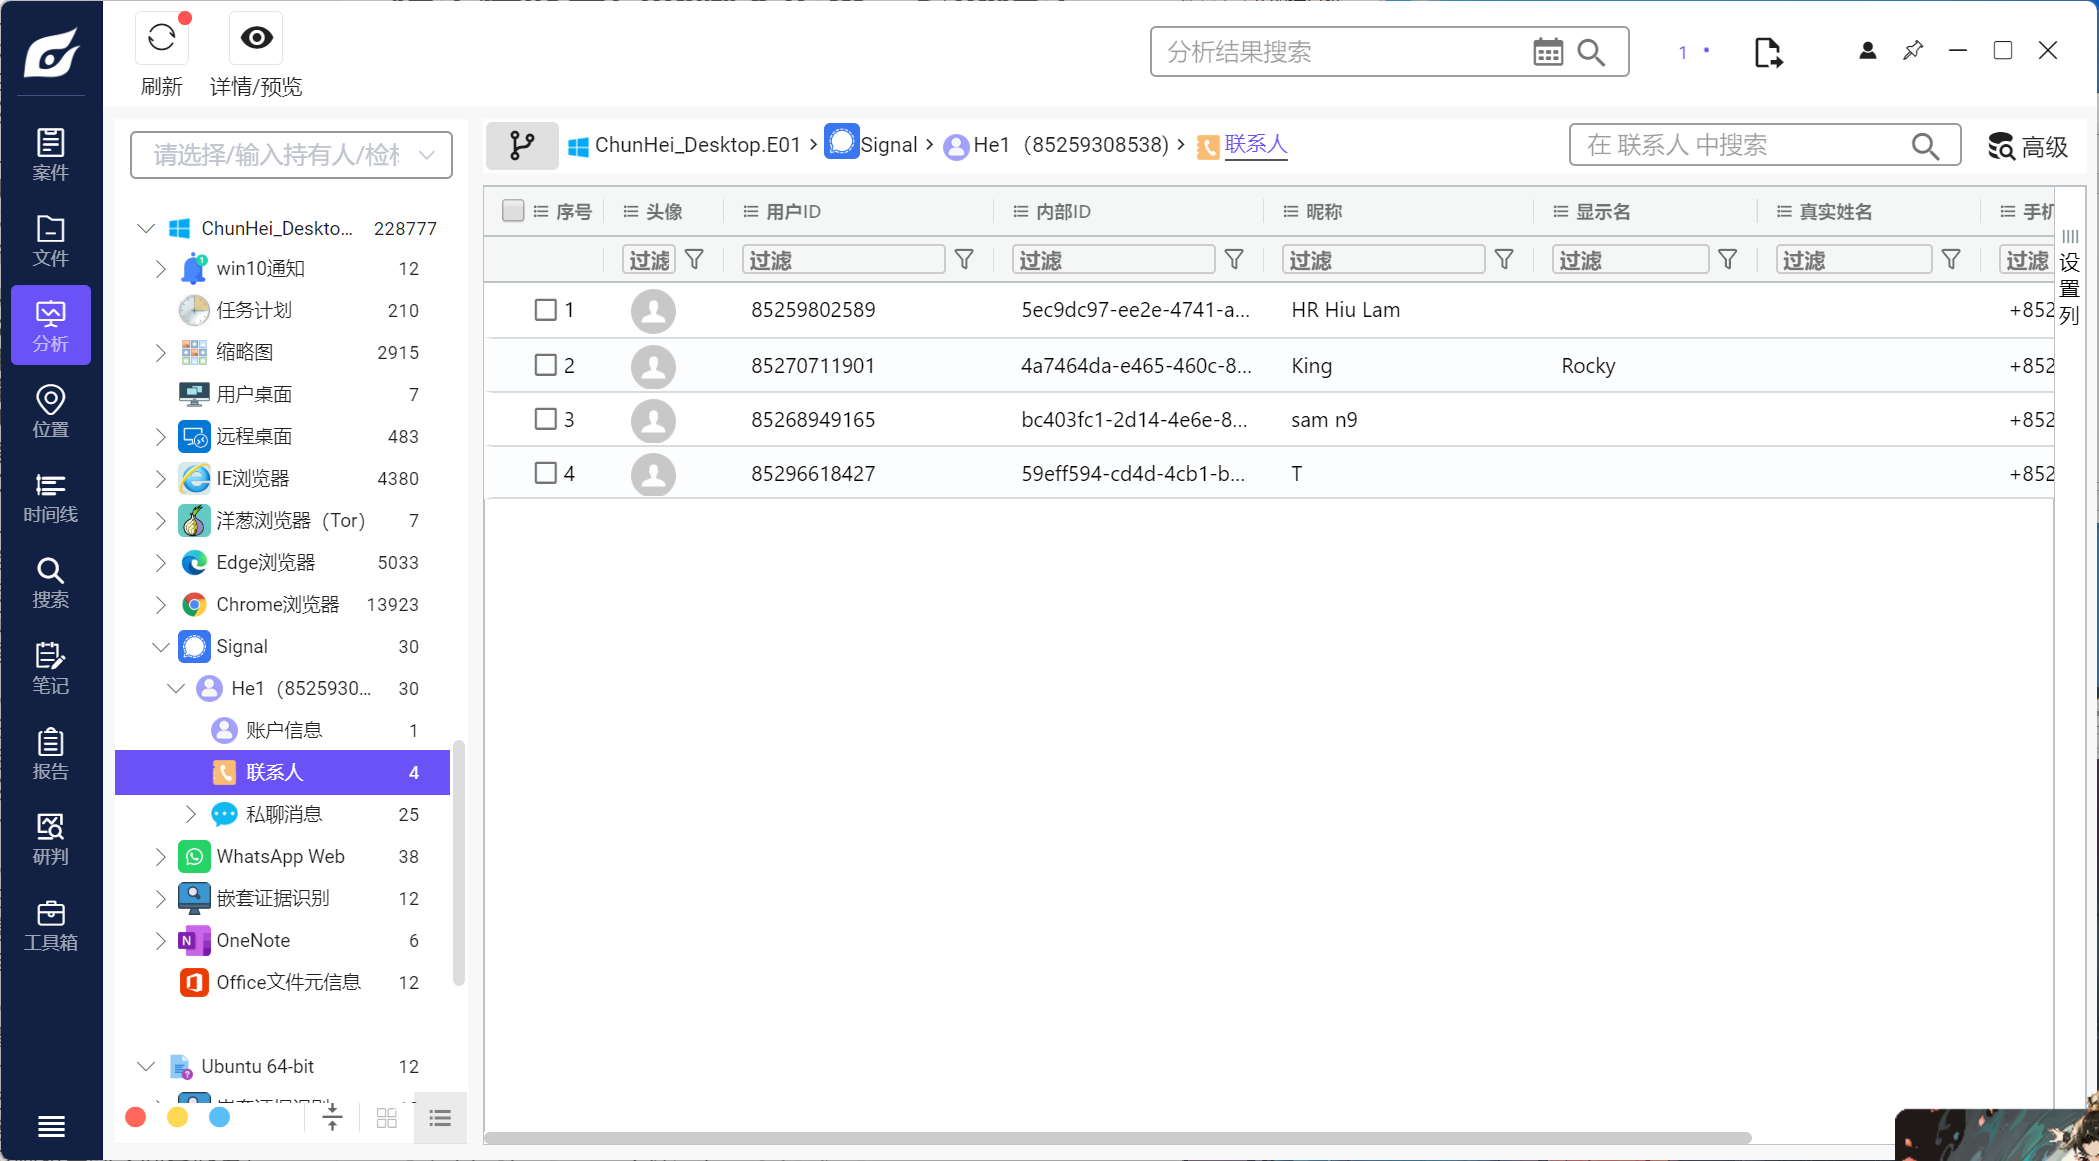 刷新
详情/预览
分析结果搜索
1
案件
文件
分析
位置
时间线
搜索
笔记
报告
研判
工具箱
请选择/输入持有人/检材
ChunHei_Deskto... 228777
win10通知 12
任务计划 210
缩略图 2915
用户桌面 7
远程桌面 483
IE浏览器 4380
洋葱浏览器（Tor） 7
Edge浏览器 5033
Chrome浏览器 13923
Signal 30
He1（8525930... 30
账户信息 1
联系人 4
私聊消息 25
WhatsApp Web 38
嵌套证据识别 12
OneNote 6
Office文件元信息 12
Ubuntu 64-bit 12
嵌套证据识别
ChunHei_Desktop.E01 › Signal › He1（85259308538) › 联系人
在 联系人 中搜索
高级
序号 头像 用户ID 内部ID 昵称 显示名 真实姓名 手机
过滤 过滤 过滤 过滤 过滤 过滤 过滤
1 85259802589 5ec9dc97-ee2e-4741-a... HR Hiu Lam +852
2 85270711901 4a7464da-e465-460c-8... King Rocky +852
3 85268949165 bc403fc1-2d14-4e6e-8... sam n9 +852
4 85296618427 59eff594-cd4d-4cb1-b... T +852
设置列